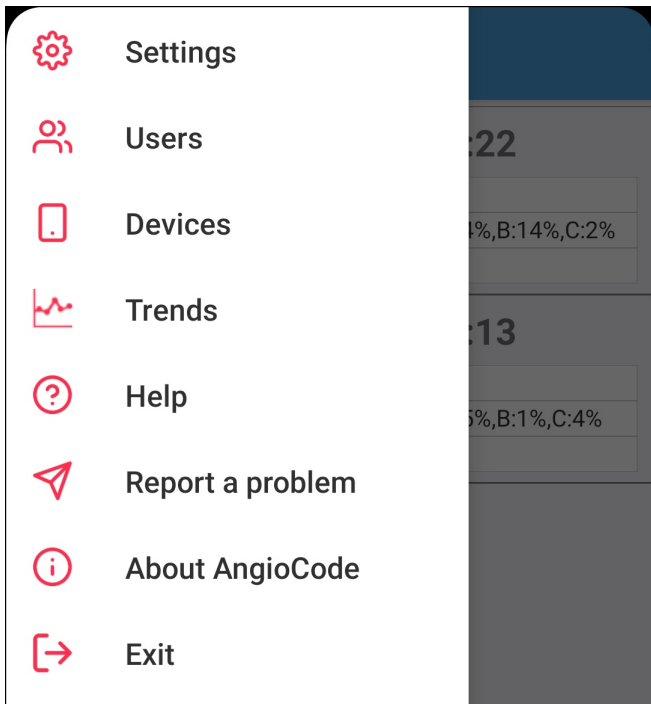 Settings
Users
:22
Devices
4%,B:14%,C:2%
Trends
:13
Help
5%,B:1%,C:4%
Report a problem
About AngioCode
Exit